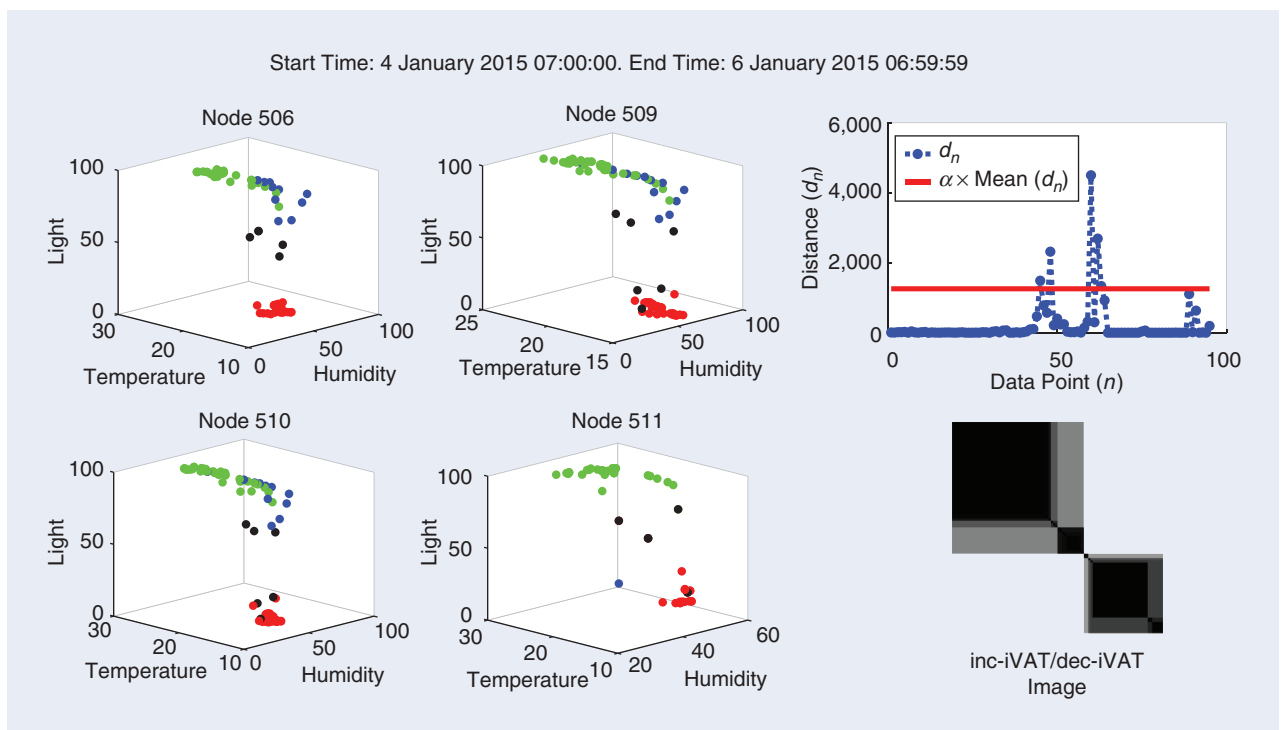 Start Time: 4 January 2015 07:00:00. End Time: 6 January 2015 06:59:59
Node 506
100
50
0
Light
30
20
10
Temperature
0
50
100
Humidity
Node 509
100
50
0
Light
25
20
15
Temperature
0
50
100
Humidity
6,000
4,000
2,000
0
Distance (dn)
dn
α × Mean (dn)
0
50
100
Data Point (n)
Node 510
100
50
0
Light
30
20
10
Temperature
0
50
100
Humidity
Node 511
100
50
0
Light
30
20
10
Temperature
20
40
60
Humidity
inc-iVAT/dec-iVAT
Image